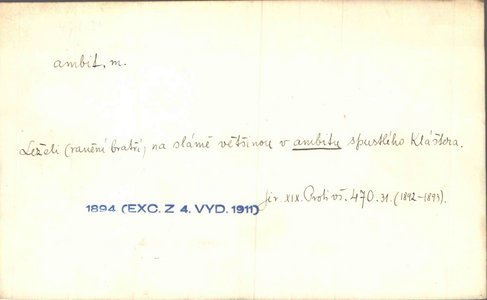 ambit, m.
Leželi (ranění bratří) na slámě většinou v ambitu spustlého kláštera.
Jir. XIX. Proti vš. 470.31. (1892-1893).
1894 (EXC. Z 4. VYD. 1911)